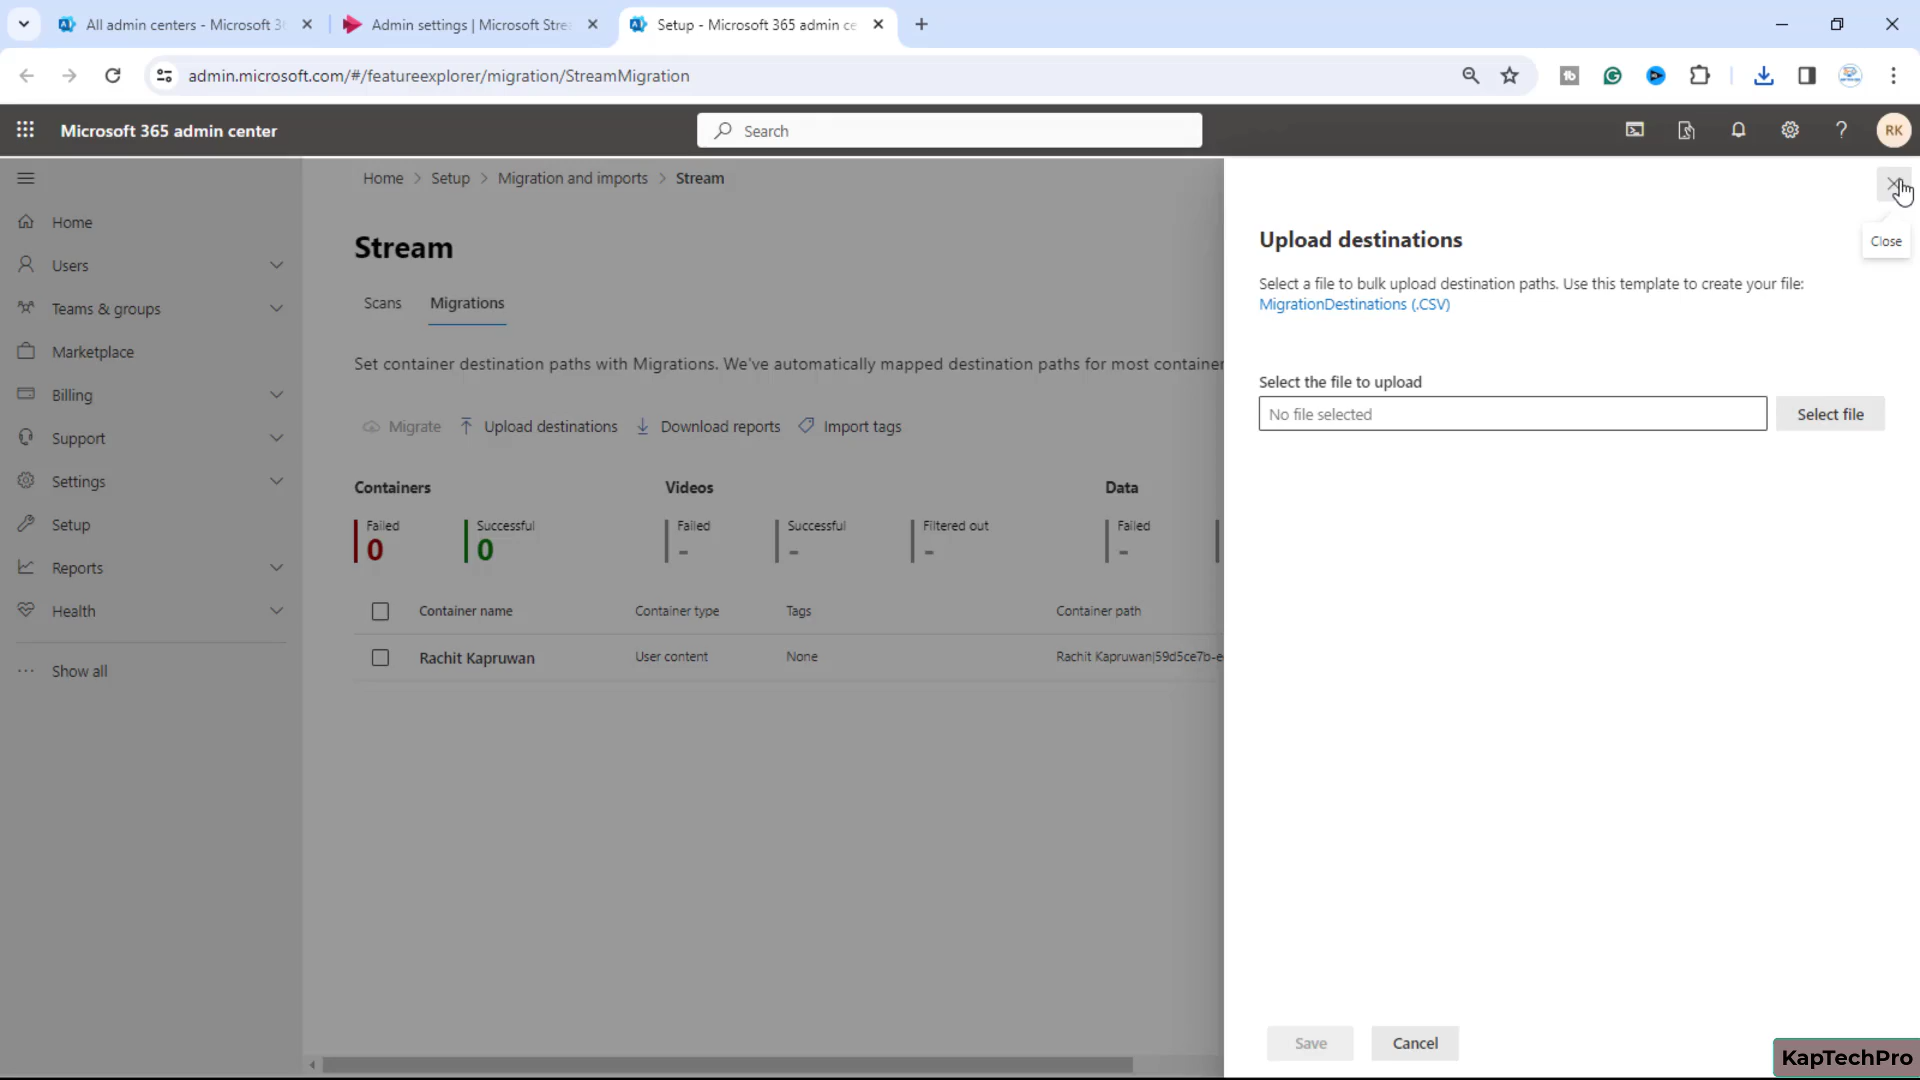 All admin centers - Microsoft 3
Admin settings | Microsoft Stre
Setup - Microsoft 365 admin ce
admin.microsoft.com/#/featureexplorer/migration/StreamMigration
Microsoft 365 admin center
Search
RK
Home
Users
Teams & groups
Marketplace
Billing
Support
Settings
Setup
Reports
Health
Show all
Home > Setup > Migration and imports > Stream
Stream
Scans
Migrations
Set container destination paths with Migrations. We've automatically mapped destination paths for most container
Migrate
Upload destinations
Download reports
Import tags
Containers
Videos
Data
Failed
0
Successful
0
Failed
-
Successful
-
Filtered out
-
Failed
-
Container name
Container type
Tags
Container path
Rachit Kapruwan
User content
None
Rachit Kapruwan|59d5ce7b-e
Close
Upload destinations
Select a file to bulk upload destination paths. Use this template to create your file:
MigrationDestinations (.CSV)
Select the file to upload
No file selected
Select file
Save
Cancel
KapTechPro